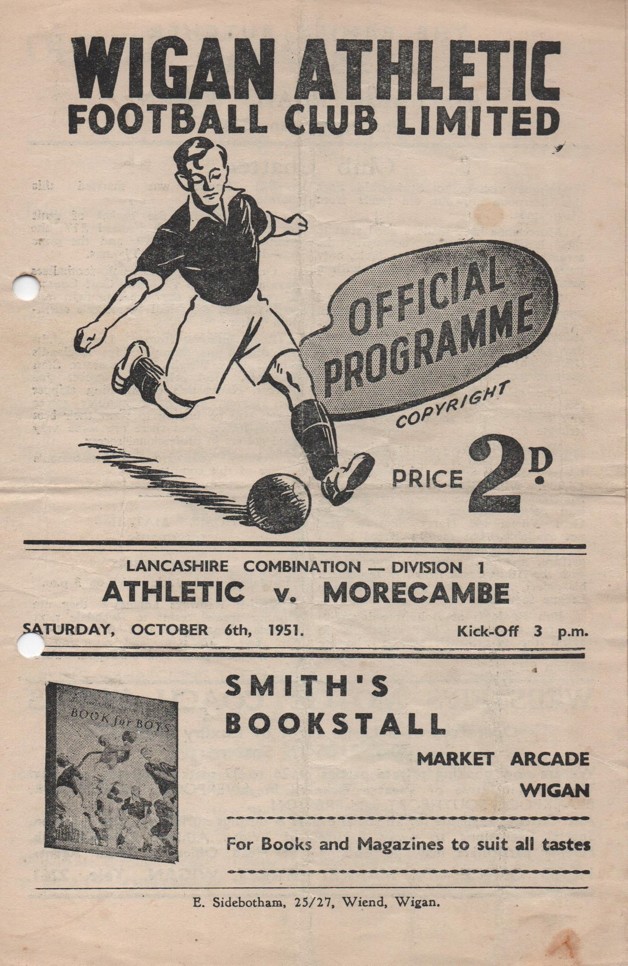 WIGAN ATHLETIC
FOOTBALL CLUB LIMITED
OFFICIAL
PROGRAMME
COPYRIGHT
PRICE 2D.
LANCASHIRE COMBINATION — DIVISION 1
ATHLETIC v. MORECAMBE
SATURDAY, OCTOBER 6th, 1951. Kick-Off 3 p.m.
BOOK for BOYS
SMITH'S
BOOKSTALL
MARKET ARCADE
WIGAN
For Books and Magazines to suit all tastes
E. Sidebotham, 25/27, Wiend, Wigan.